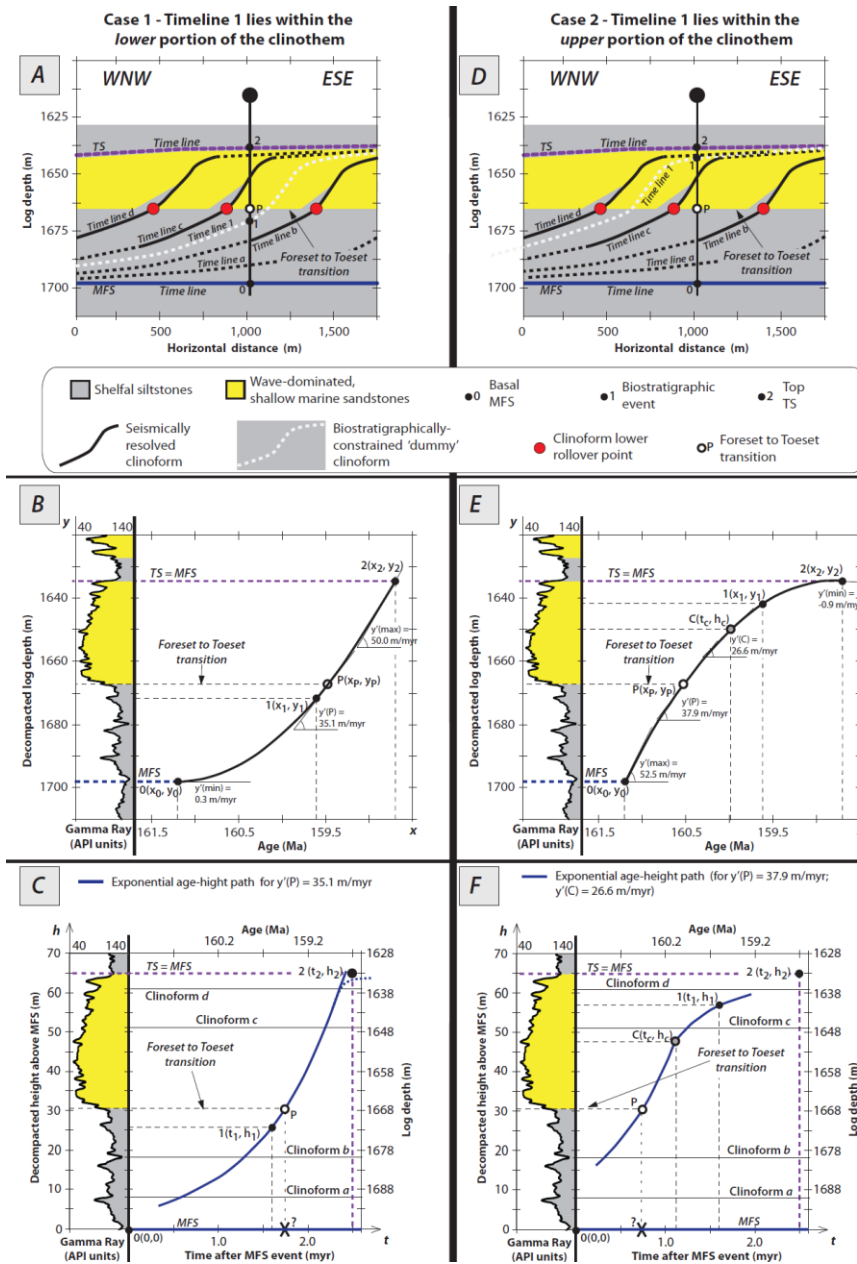 Case 1 - Timeline 1 lies within the
lower portion of the clinothem
Case 2 - Timeline 1 lies within the
upper portion of the clinothem
A
WNW
ESE
1625
1650
1675
1700
Log depth (m)
TS
Time line
2
Time line d
Time line c
Time line 1
Time line b
Time line a
P
1
Foreset to Toeset
transition
MFS
Time line
0
0
500
1,000
1,500
Horizontal distance (m)
D
WNW
ESE
1625
1650
1675
1700
Log depth (m)
TS
Time line
2
1
Time line 1
Time line d
Time line c
Time line b
Time line a
P
Foreset to Toeset
transition
MFS
Time line
0
0
500
1,000
1,500
Horizontal distance (m)
Shelfal siltstones
Wave-dominated,
shallow marine sandstones
0
Basal
MFS
1
Biostratigraphic
event
2
Top
TS
Seismically
resolved
clinoform
Biostratigraphically-
constrained 'dummy'
clinoform
Clinoform lower
rollover point
P
Foreset to Toeset
transition
B
y
40
140
1640
1660
1680
1700
Decompacted log depth (m)
TS = MFS
2(x2, y2)
y'(max) =
50.0 m/myr
Foreset to Toeset
transition
P(xP, yP)
1(x1, y1)
y'(P) =
35.1 m/myr
MFS
0(x0, y0)
y'(min) =
0.3 m/myr
Gamma Ray
(API units)
161.5
160.5
159.5
x
Age (Ma)
E
y
40
140
1640
1660
1680
1700
Decompacted log depth (m)
TS = MFS
2(x2, y2)
1(x1, y1)
y'(min) =
-0.9 m/myr
C(tc, hc)
y'(C) =
26.6 m/myr
Foreset to Toeset
transition
P(xP, yP)
y'(P) =
37.9 m/myr
MFS
y'(max) =
52.5 m/myr
0(x0, y0)
Gamma Ray
(API units)
161.5
160.5
159.5
x
Age (Ma)
C
Exponential age-hight path for y'(P) = 35.1 m/myr
h
Age (Ma)
40
140
160.2
159.2
70
60
50
40
30
20
10
0
Decompacted height above MFS (m)
1628
1638
1648
1658
1668
1678
1688
Log depth (m)
TS = MFS
2 (t2, h2)
Clinoform d
Clinoform c
Foreset to Toeset
transition
P
1(t1, h1)
Clinoform b
Clinoform a
MFS
?
0(0,0)
1.0
2.0
t
Gamma Ray
(API units)
Time after MFS event (myr)
F
Exponential age-height path (for y'(P) = 37.9 m/myr;
y'(C) = 26.6 m/myr)
h
Age (Ma)
40
140
160.2
159.2
70
60
50
40
30
20
10
0
Decompacted height above MFS (m)
1628
1638
1648
1658
1668
1678
1688
Log depth (m)
TS = MFS
2 (t2, h2)
Clinoform d
1(t1, h1)
Clinoform c
C(tc, hc)
Foreset to Toeset
transition
P
Clinoform b
Clinoform a
?
MFS
0(0,0)
1.0
2.0
t
Gamma Ray
(API units)
Time after MFS event (myr)